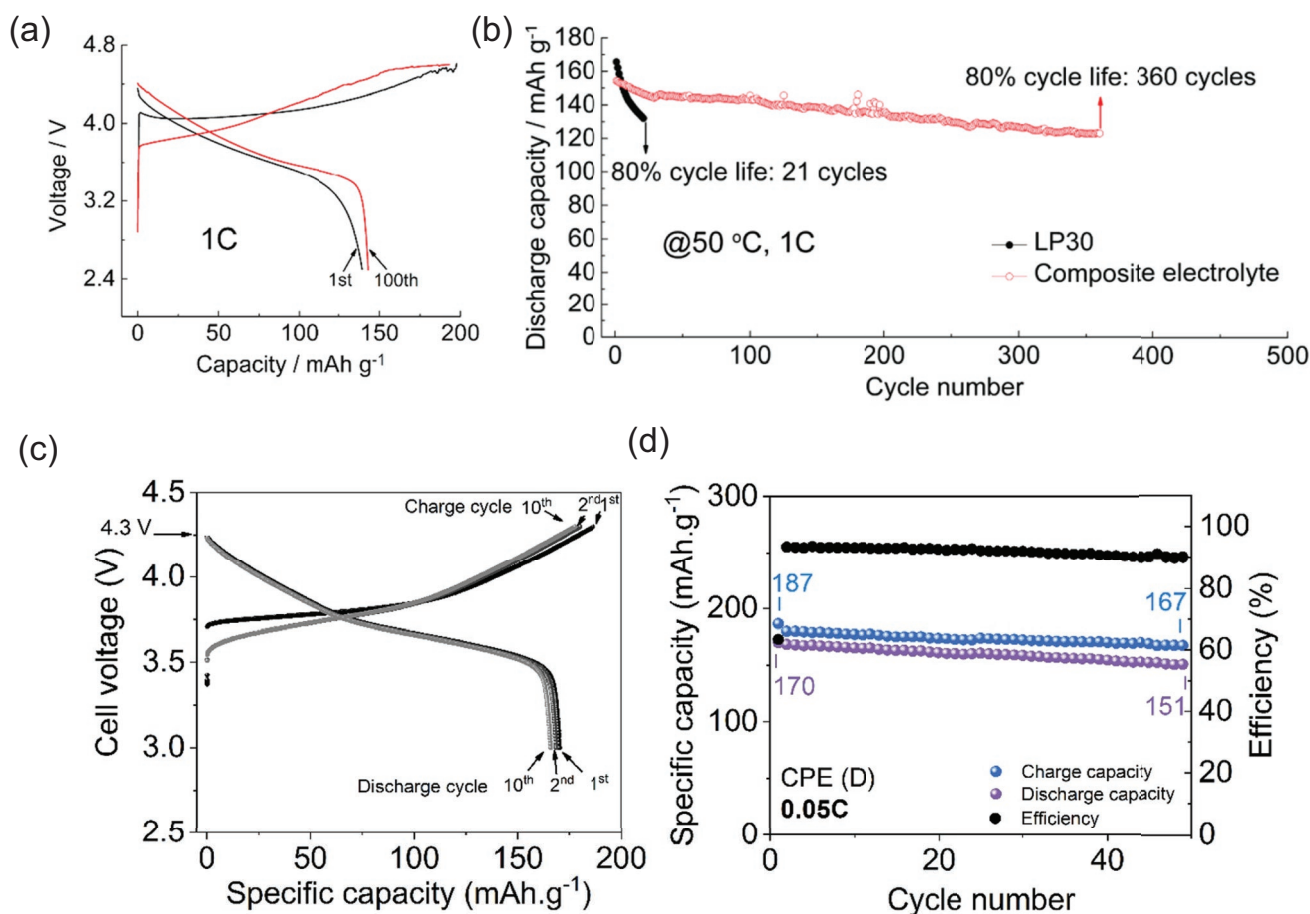 (a)
4.8
4.0
3.2
2.4
Voltage / V
1C
1st
100th
0
50
100
150
200
Capacity / mAh g-1
(b)
180
160
140
120
100
80
60
40
20
0
Discharge capacity / mAh g-1
80% cycle life: 360 cycles
80% cycle life: 21 cycles
@50 °C, 1C
LP30
Composite electrolyte
0
100
200
300
400
500
Cycle number
(c)
4.5
4.3 V
4.0
3.5
3.0
2.5
Cell voltage (V)
Charge cycle 10th 2nd 1st
Discharge cycle 10th 2nd 1st
0
50
100
150
200
Specific capacity (mAh.g-1)
(d)
300
250
200
150
100
50
0
Specific capacity (mAh.g-1)
187
167
170
151
CPE (D)
0.05C
Charge capacity
Discharge capacity
Efficiency
100
80
60
40
20
0
Efficiency (%)
0
20
40
Cycle number